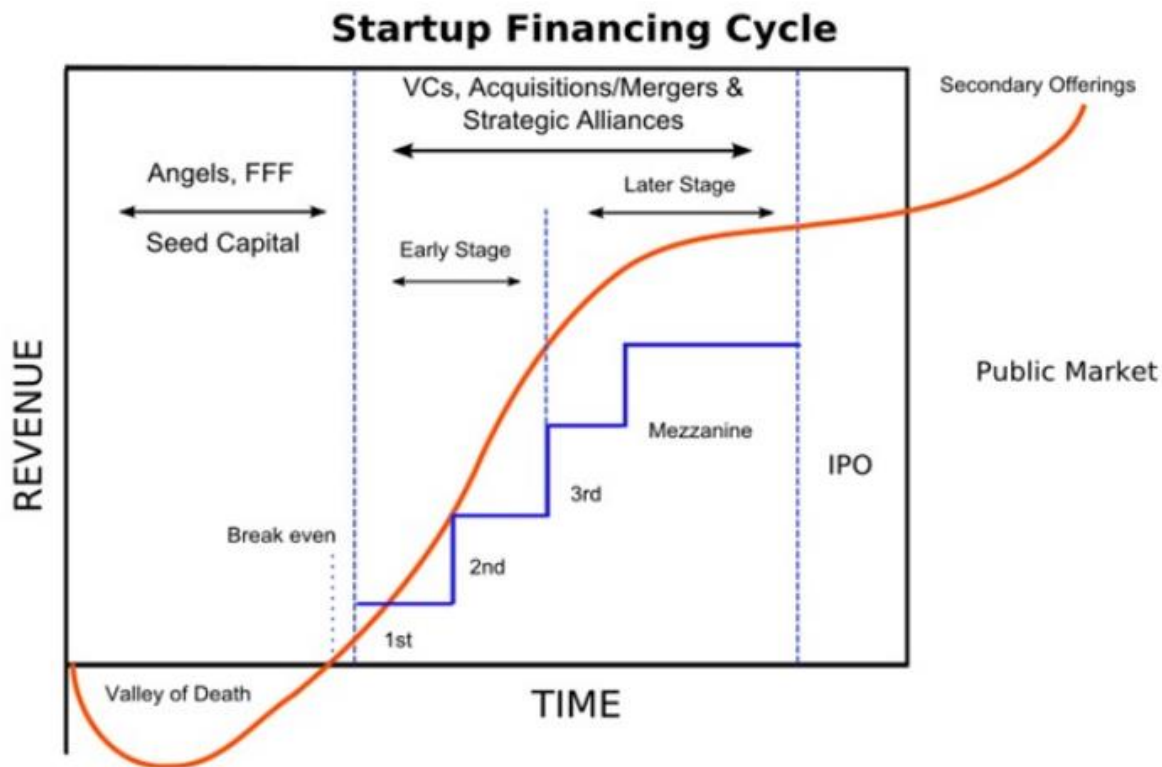 Startup Financing Cycle
VCs, Acquisitions/Mergers &
Strategic Alliances
Secondary Offerings
Angels, FFF
Seed Capital
Later Stage
Early Stage
REVENUE
Public Market
Mezzanine
IPO
3rd
Break even
2nd
1st
Valley of Death
TIME